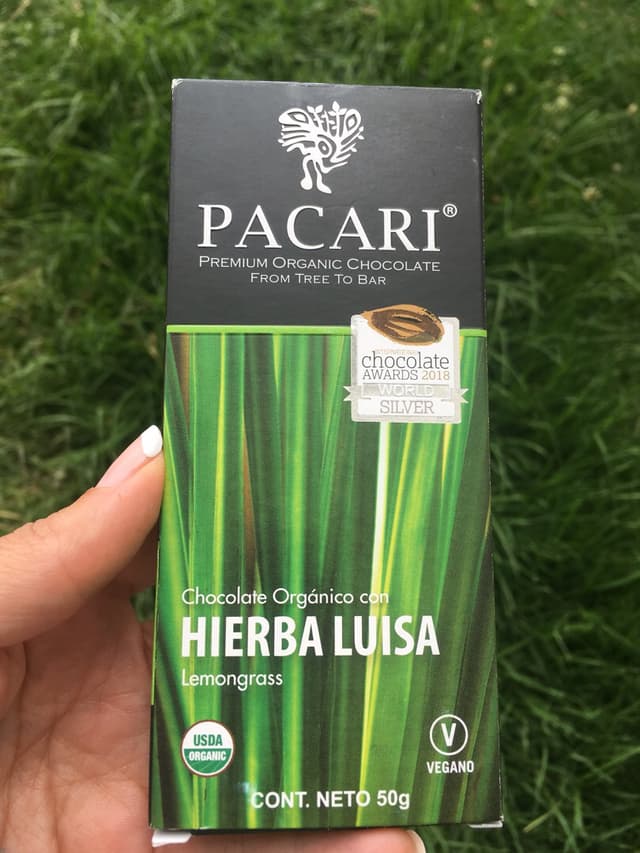 PACARI®
PREMIUM ORGANIC CHOCOLATE
FROM TREE TO BAR
INTERNATIONAL
chocolate
AWARDS 2018
WORLD
SILVER
Chocolate Orgánico con
HIERBA LUISA
Lemongrass
USDA
ORGANIC
V
VEGANO
CONT. NETO 50g